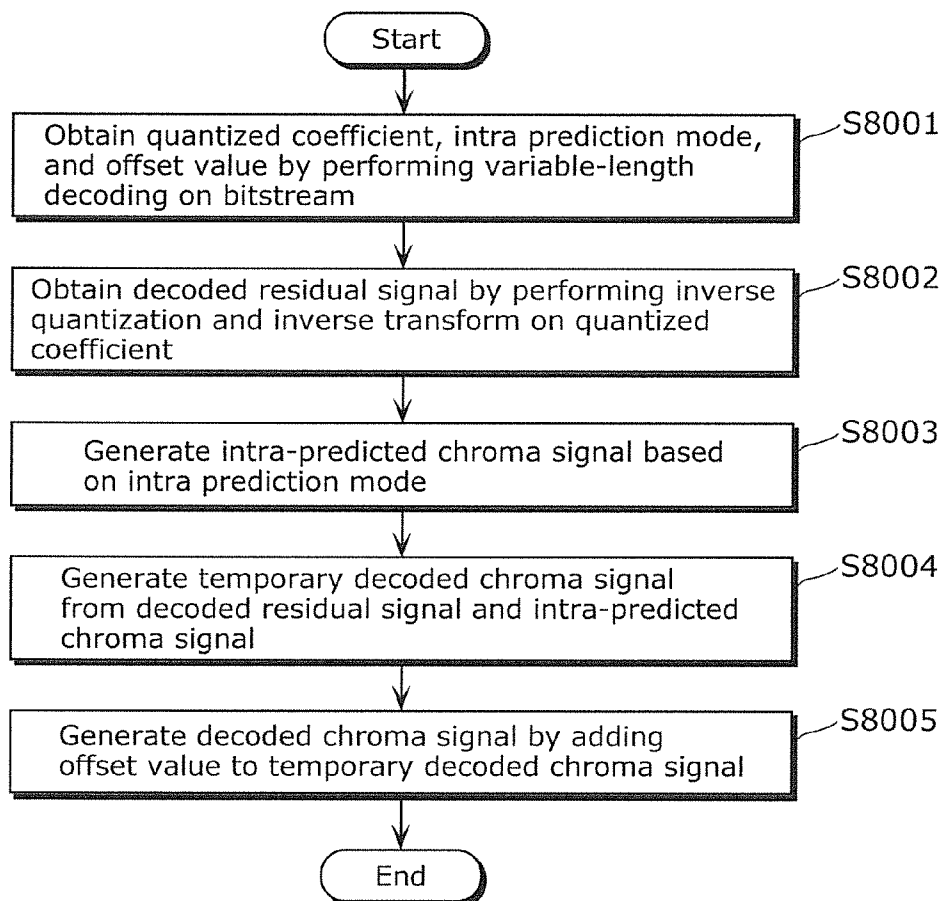 Start
Obtain quantized coefficient, intra prediction mode,
and offset value by performing variable-length
decoding on bitstream
S8001
Obtain decoded residual signal by performing inverse
quantization and inverse transform on quantized
coefficient
S8002
Generate intra-predicted chroma signal based
on intra prediction mode
S8003
Generate temporary decoded chroma signal
from decoded residual signal and intra-predicted
chroma signal
S8004
Generate decoded chroma signal by adding
offset value to temporary decoded chroma signal
S8005
End